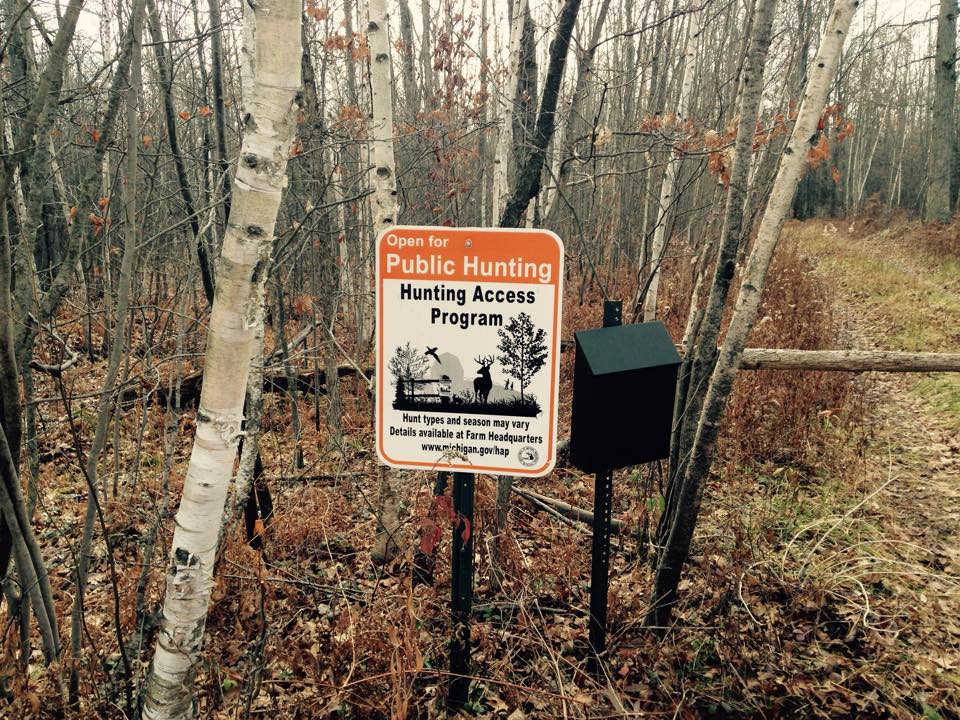 Open for
Public Hunting
Hunting Access
Program
Hunt types and season may vary
Details available at Farm Headquarters
www.michigan.gov/hap